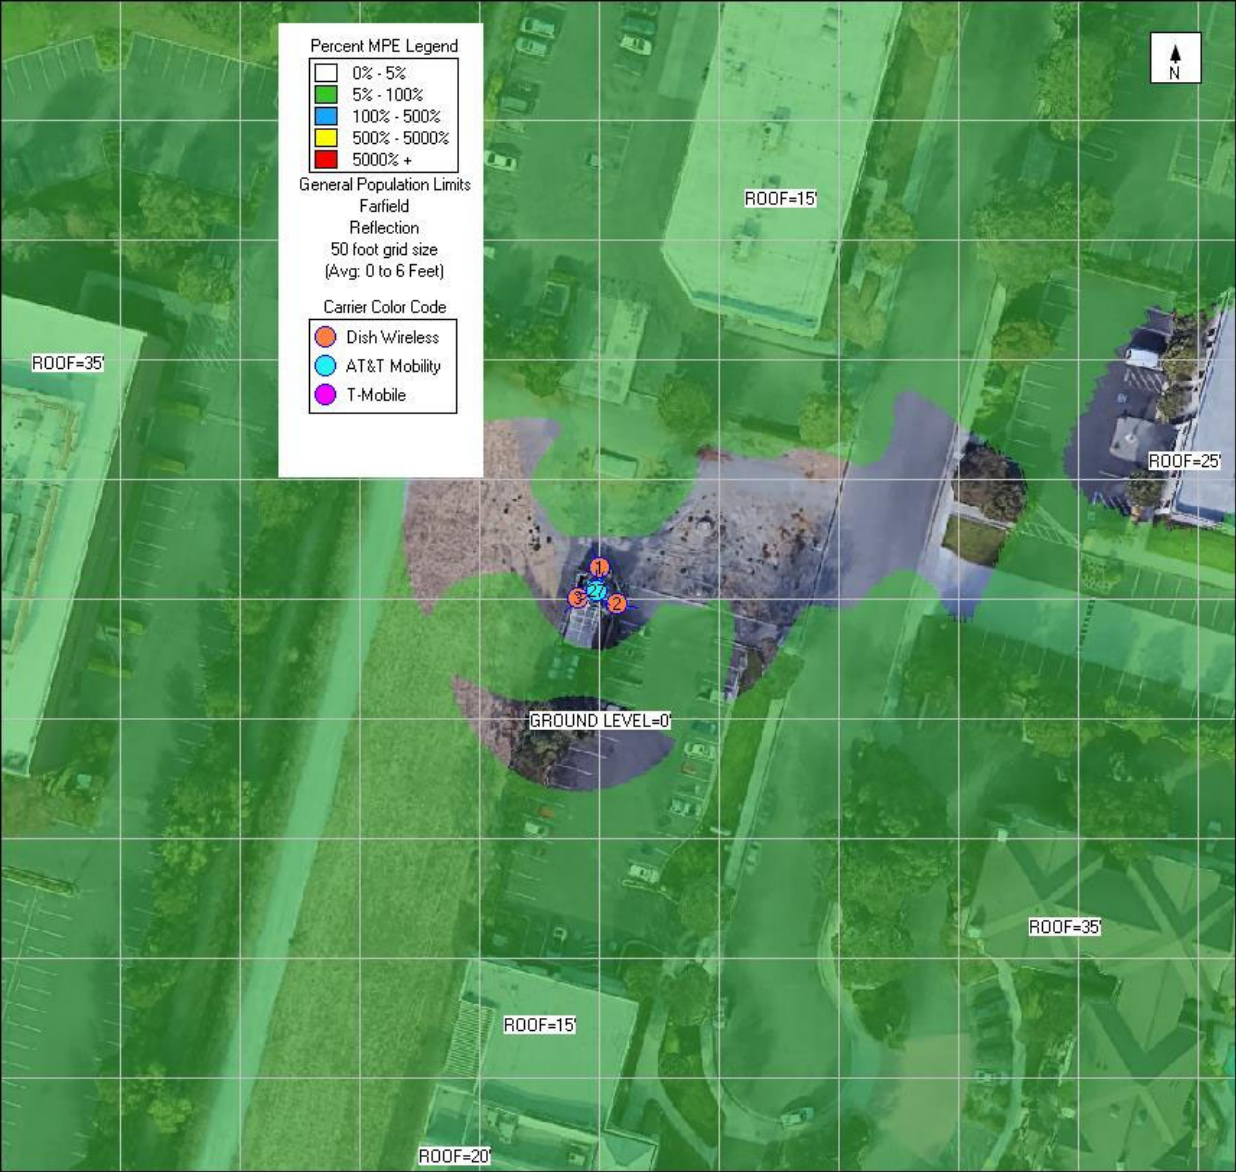 Percent MPE Legend
0% - 5%
5% - 100%
100% - 500%
500% - 5000%
5000% +
General Population Limits
Farfield
Reflection
50 foot grid size
(Avg: 0 to 6 Feet)
Carrier Color Code
Dish Wireless
AT&T Mobility
T-Mobile
N
ROOF=15'
ROOF=35'
ROOF=25'
1
3
27
2
GROUND LEVEL=0'
ROOF=35'
ROOF=15'
ROOF=20'